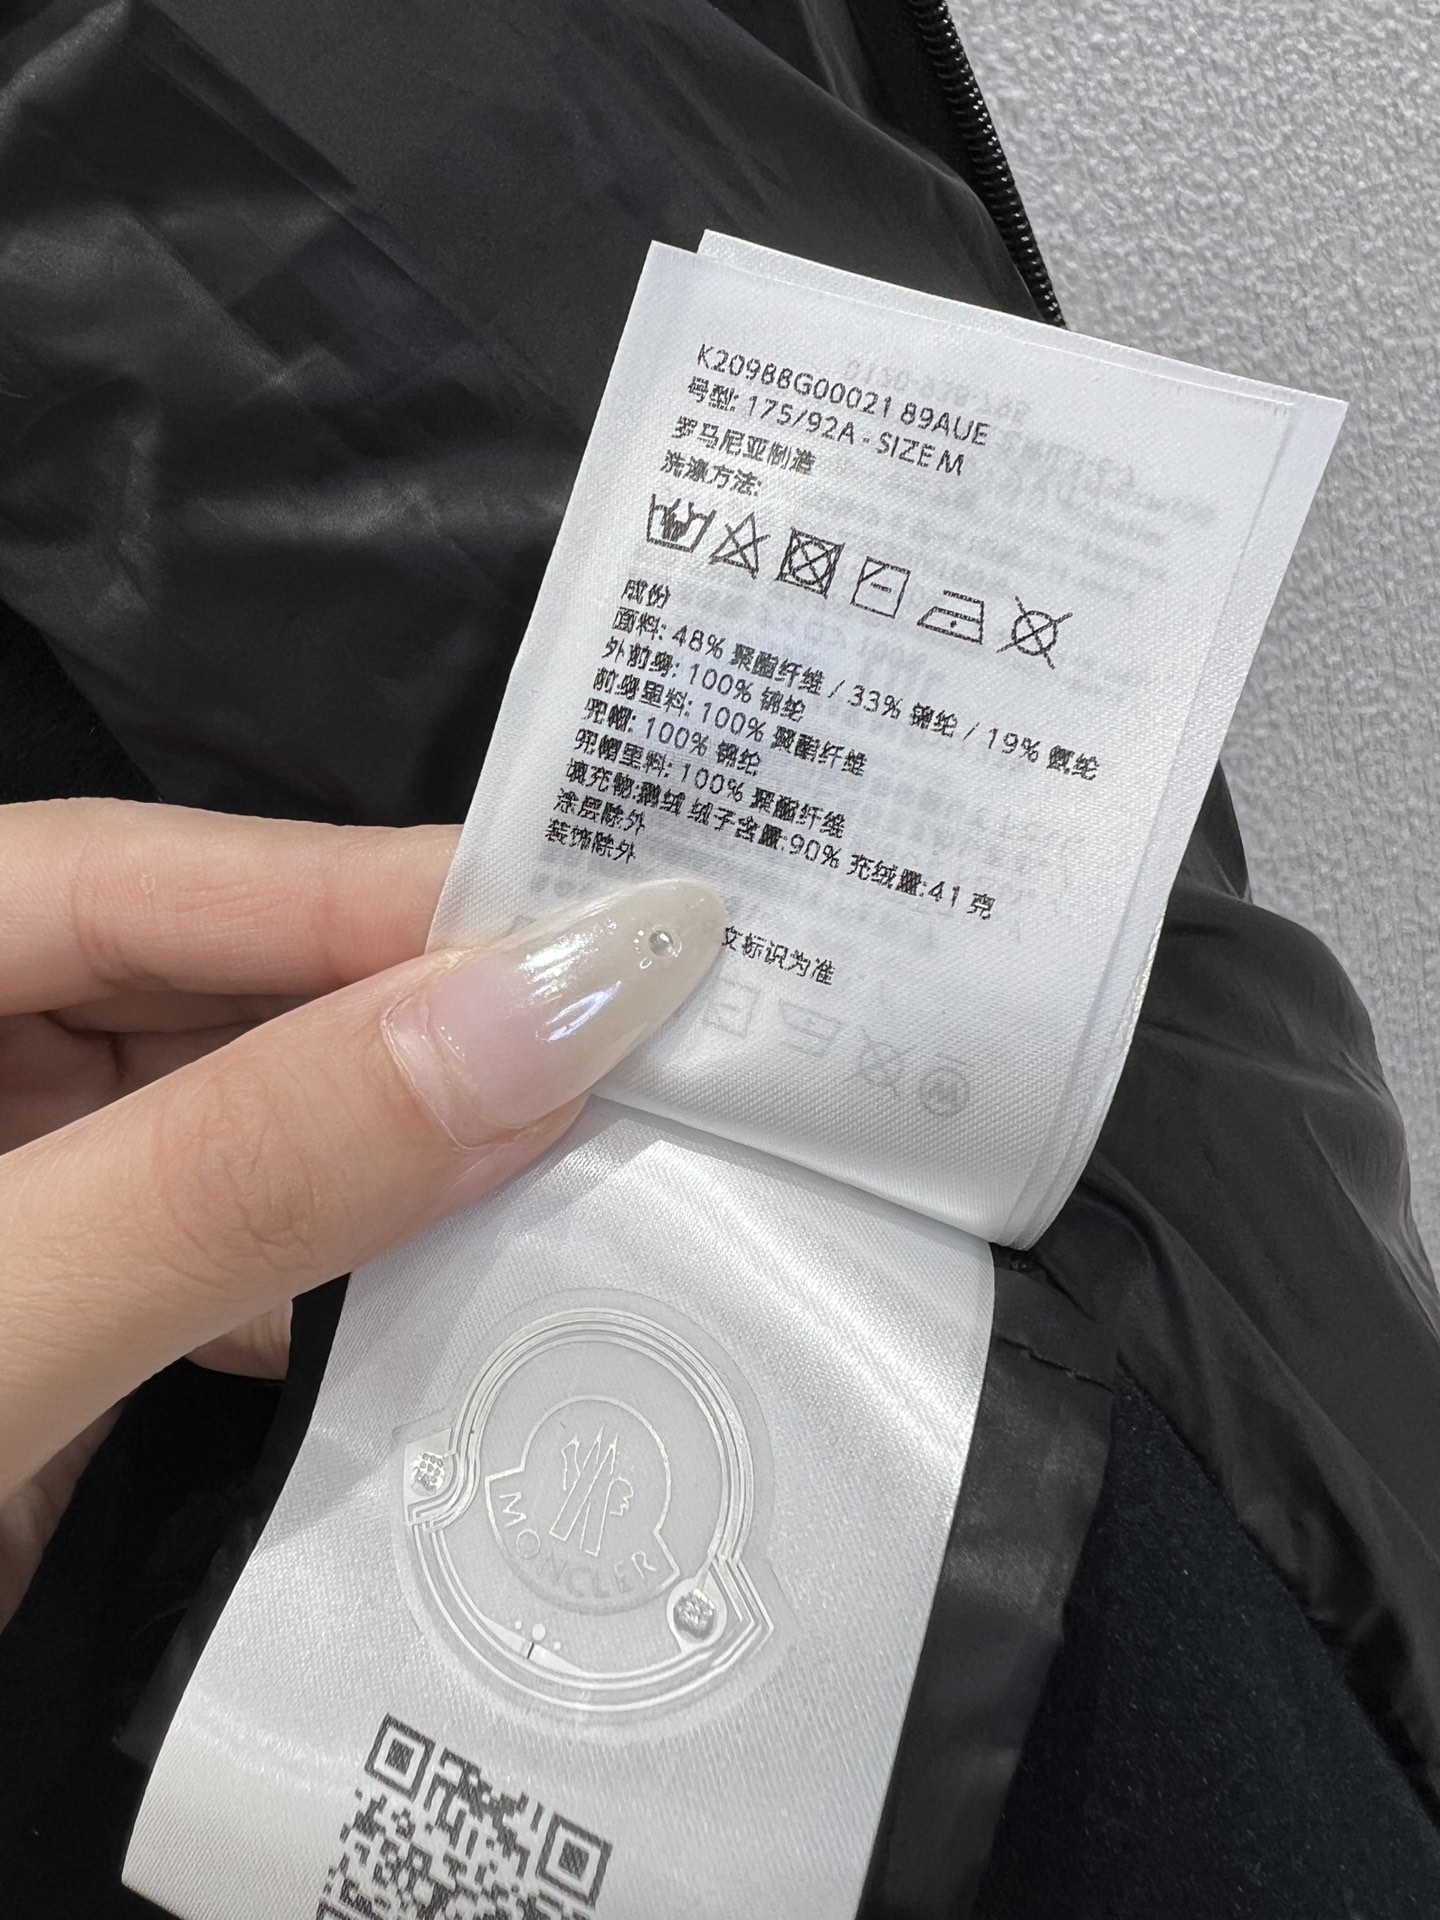 K20988G00021 89AUE
号型: 175/92A - SIZE M
罗马尼亚制造
洗涤方法:
成份
面料: 48% 聚酯纤维 / 33% 锦纶 / 19% 氨纶
外前身: 100% 锦纶
前身里料: 100% 聚酯纤维
兜帽: 100% 锦纶
兜帽里料: 100% 聚酯纤维
填充物:鹅绒 绒子含量:90% 充绒量:41 克
涂层除外
装饰除外
文标识为准
MONCLER